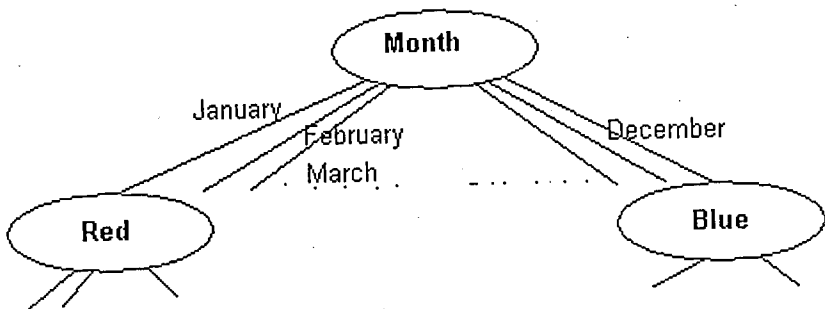 Month
January
February
December
March
Red
Blue